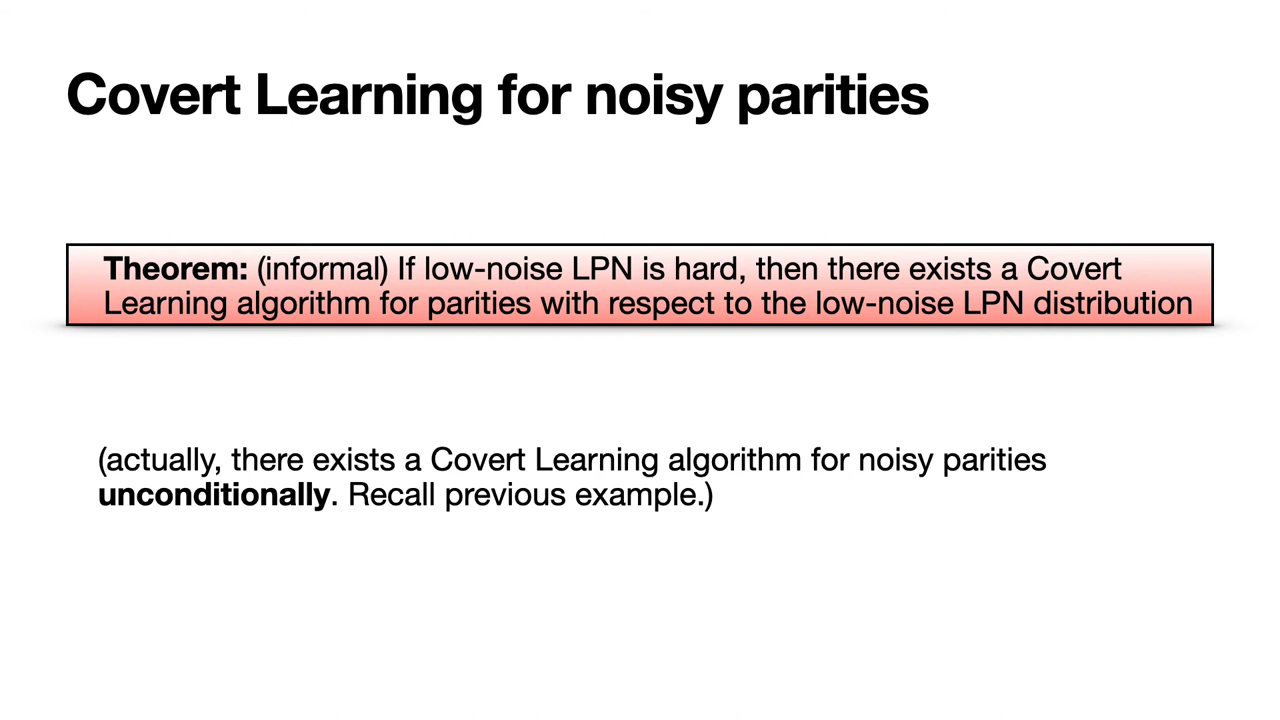 Covert Learning for noisy parities
Theorem: (informal) If low-noise LPN is hard, then there exists a Covert
Learning algorithm for parities with respect to the low-noise LPN distribution
(actually, there exists a Covert Learning algorithm for noisy parities
unconditionally. Recall previous example.)